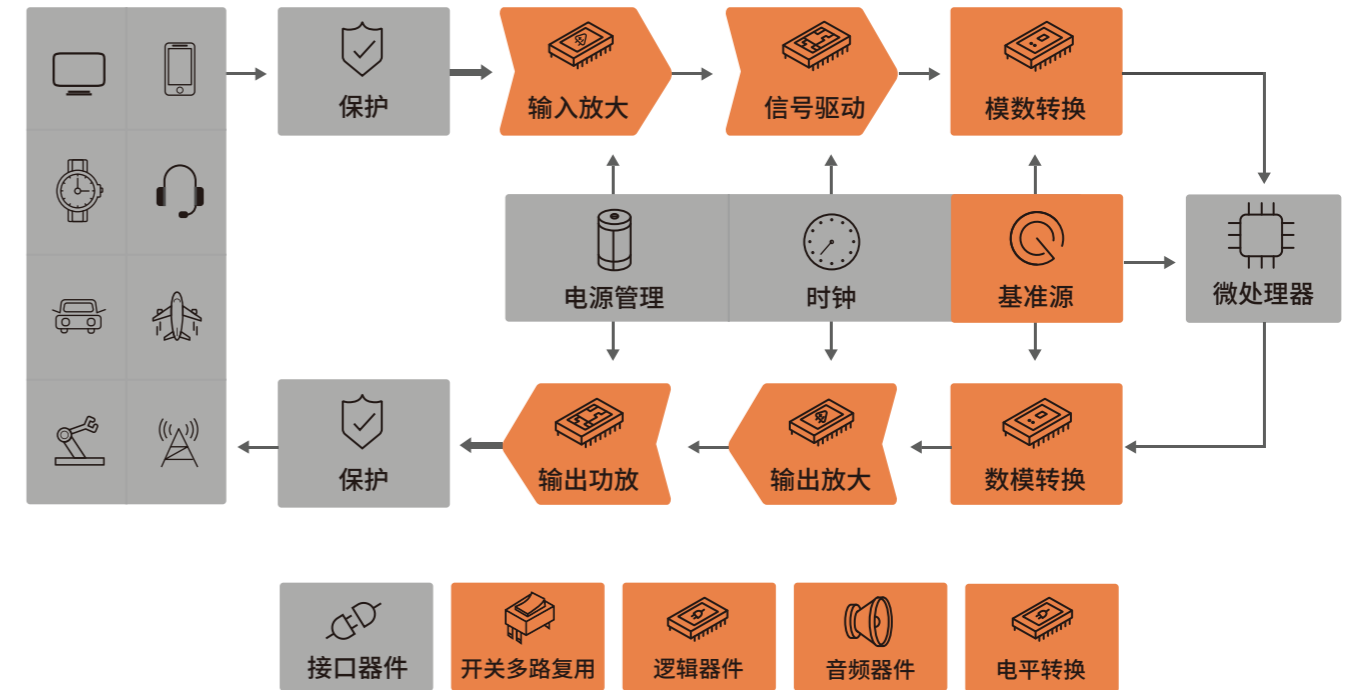 保护
输入放大
信号驱动
模数转换
电源管理
时钟
基准源
微处理器
保护
输出功放
输出放大
数模转换
接口器件
开关多路复用
逻辑器件
音频器件
电平转换